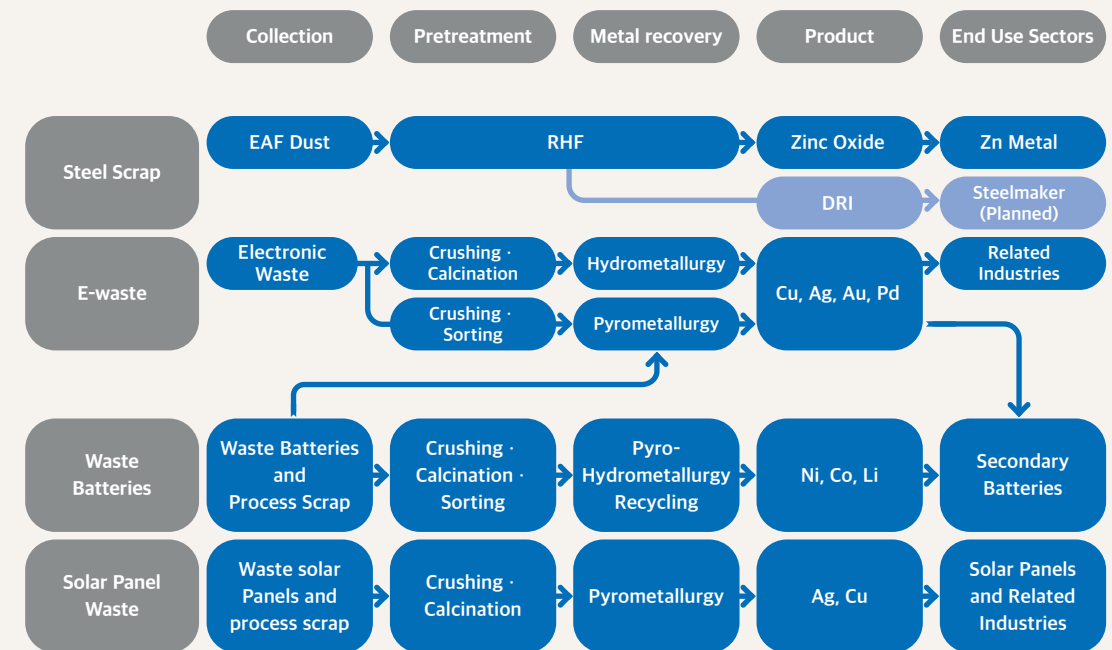 Collection
Pretreatment
Metal recovery
Product
End Use Sectors
Steel Scrap
EAF Dust
RHF
Zinc Oxide
Zn Metal
DRI
Steelmaker
(Planned)
E-waste
Electronic
Waste
Crushing ·
Calcination
Hydrometallurgy
Crushing ·
Sorting
Pyrometallurgy
Cu, Ag, Au, Pd
Related
Industries
Waste
Batteries
Waste Batteries
and
Process Scrap
Crushing ·
Calcination ·
Sorting
Pyro-
Hydrometallurgy
Recycling
Ni, Co, Li
Secondary
Batteries
Solar Panel
Waste
Waste solar
Panels and
process scrap
Crushing ·
Calcination
Pyrometallurgy
Ag, Cu
Solar Panels
and Related
Industries